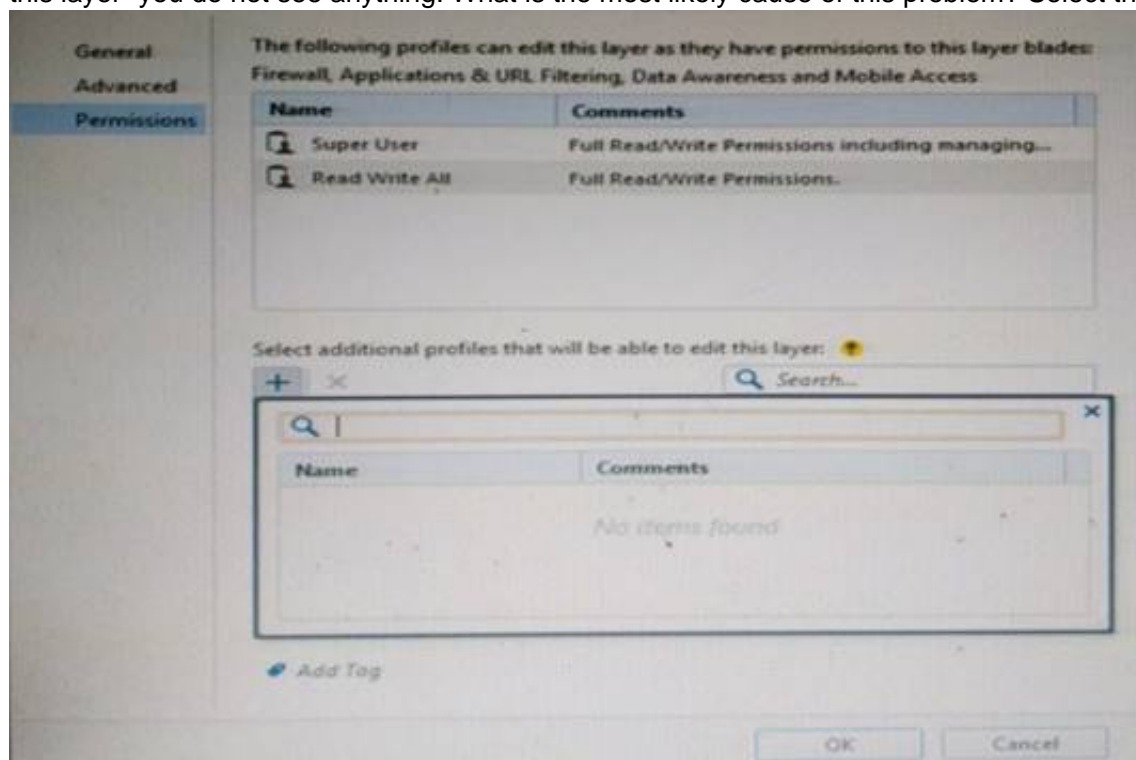 this layer" you do not see anything. What is the most likely cause of this problem? Select th
General
Advanced
Permissions
The following profiles can edit this layer as they have permissions to this layer blades:
Firewall, Applications & URL Filtering, Data Awareness and Mobile Access
Name Comments
Super User Full Read/Write Permissions including managing...
Read Write All Full Read/Write Permissions.
Select additional profiles that will be able to edit this layer:
Search...
Name Comments
No items found
Add Tag
OK Cancel